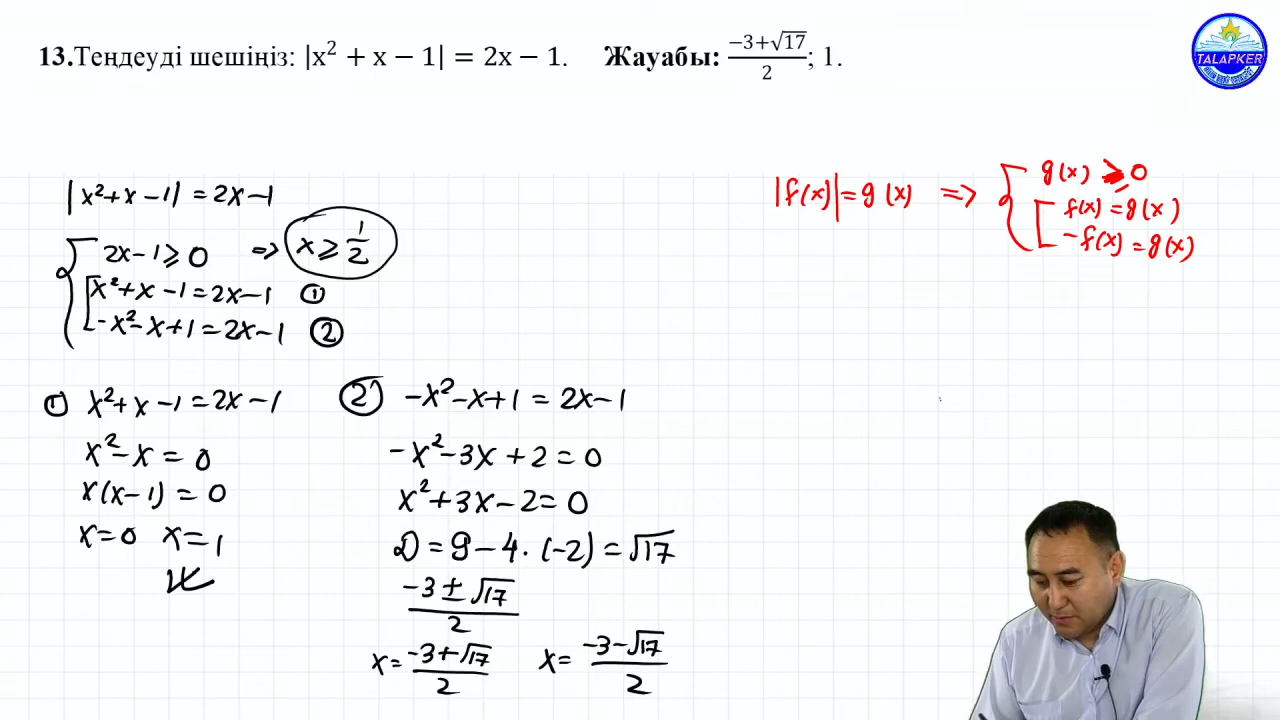 13.Теңдеуді шешіңіз: |x² + x − 1| = 2x − 1. Жауабы: (−3+√17)/2; 1.
TALAPKER
|x²+x−1| = 2x−1
2x−1 ≥ 0 => x ≥ 1/2
x²+x−1 = 2x−1 ①
−x²−x+1 = 2x−1 ②
|f(x)| = g(x) => g(x) ≥ 0
f(x) = g(x)
−f(x) = g(x)
① x²+x−1 = 2x−1
x²−x = 0
x(x−1) = 0
x=0 x=1
② −x²−x+1 = 2x−1
−x²−3x+2 = 0
x²+3x−2 = 0
D = 9−4·(−2) = √17
(−3±√17)/2
x = (−3+√17)/2 x = (−3−√17)/2